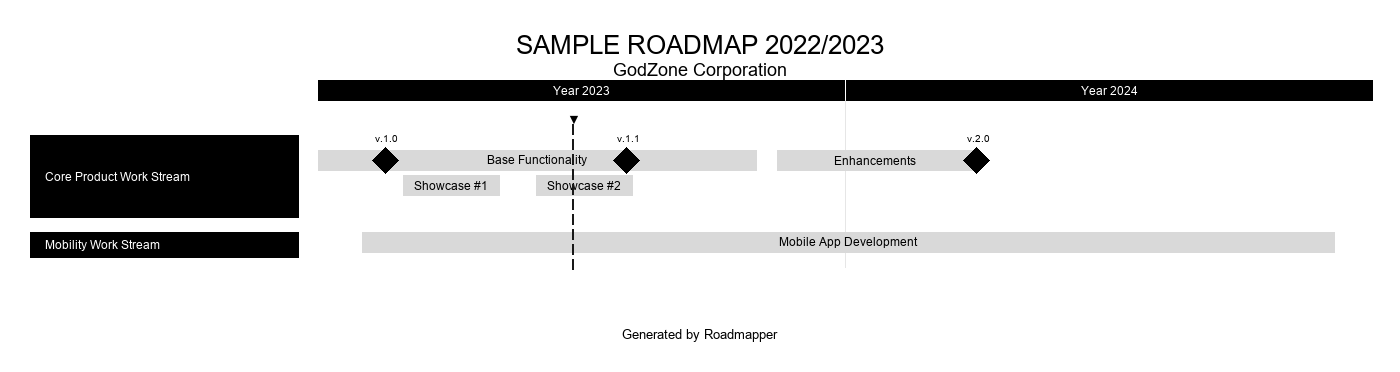 SAMPLE ROADMAP 2022/2023
GodZone Corporation
Year 2023
Year 2024
v.1.0
v.1.1
v.2.0
Core Product Work Stream
Base Functionality
Enhancements
Showcase #1
Showcase #2
Mobility Work Stream
Mobile App Development
Generated by Roadmapper